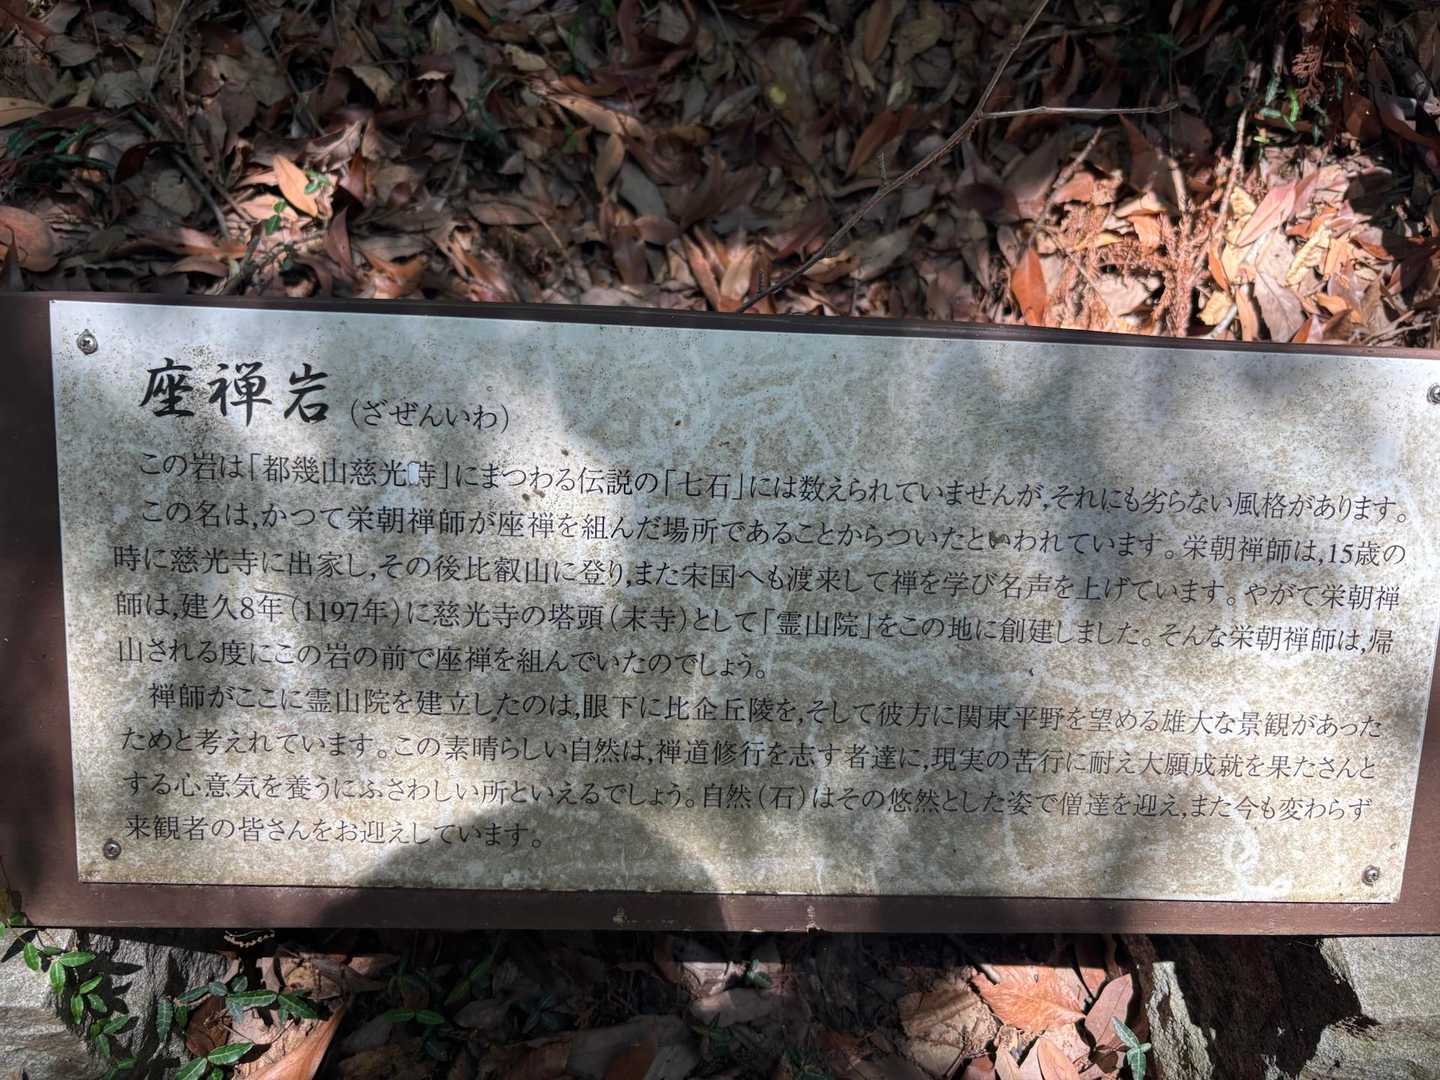 座禅岩(ざぜんいわ)
この岩は「都幾山慈光寺」にまつわる伝説の「七石」には数えられていませんが,それにも劣らない風格があります。
この名は,かつて栄朝禅師が座禅を組んだ場所であることからついたといわれています。栄朝禅師は,15歳の
時に慈光寺に出家し,その後比叡山に登り,また宋国へも渡来して禅を学び名声を上げています。やがて栄朝禅
師は,建久8年(1197年)に慈光寺の塔頭(末寺)として「霊山院」をこの地に創建しました。そんな栄朝禅師は,帰
山される度にこの岩の前で座禅を組んでいたのでしょう。
禅師がここに霊山院を建立したのは,眼下に比企丘陵を,そして彼方に関東平野を望める雄大な景観があった
ためと考えれています。この素晴らしい自然は,禅道修行を志す者達に,現実の苦行に耐え大願成就を果たさんと
する心意気を養うにふさわしい所といえるでしょう。自然(石)はその悠然とした姿で僧達を迎え,また今も変わらず
来観者の皆さんをお迎えしています。